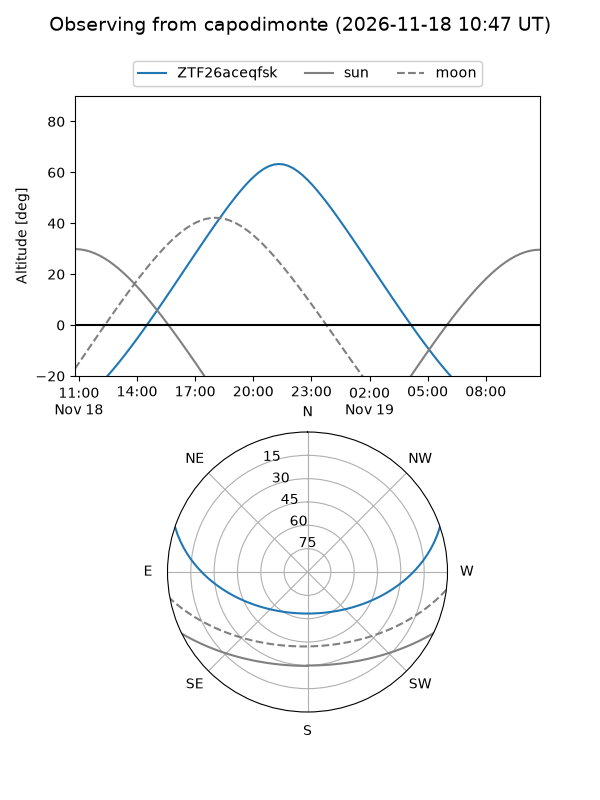 Observing from capodimonte (2026-11-18 10:47 UT)
ZTF26aceqfsk sun moon
80
60
40
20
0
−20
Altitude [deg]
11:00 14:00 17:00 20:00 23:00 02:00 05:00 08:00
Nov 18 Nov 19
N
NE NW
15
30
45
60
75
E W
SE SW
S